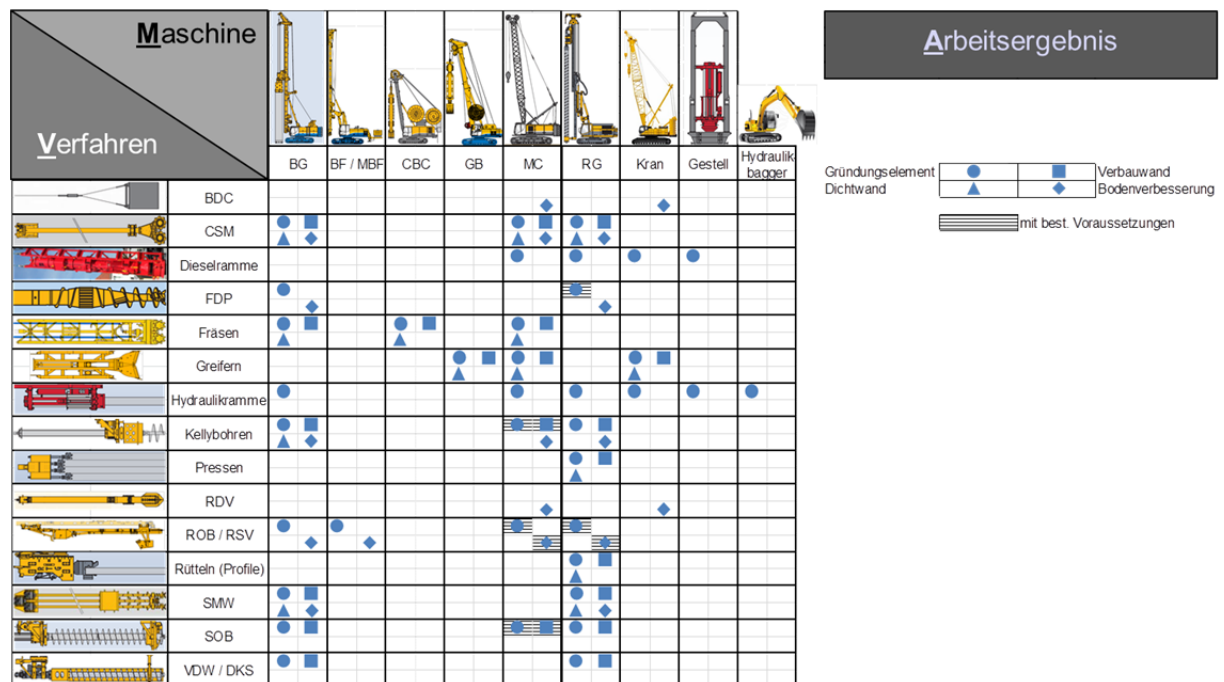 Maschine
Verfahren
Arbeitsergebnis
BG
BF / MBF
CBC
GB
MC
RG
Kran
Gestell
Hydraulik-
bagger
Gründungselement
Verbauwand
Dichtwand
Bodenverbesserung
mit best. Voraussetzungen
BDC
CSM
Dieselramme
FDP
Fräsen
Greifern
Hydraulikramme
Kellybohren
Pressen
RDV
ROB / RSV
Rütteln (Profile)
SMW
SOB
VDW / DKS